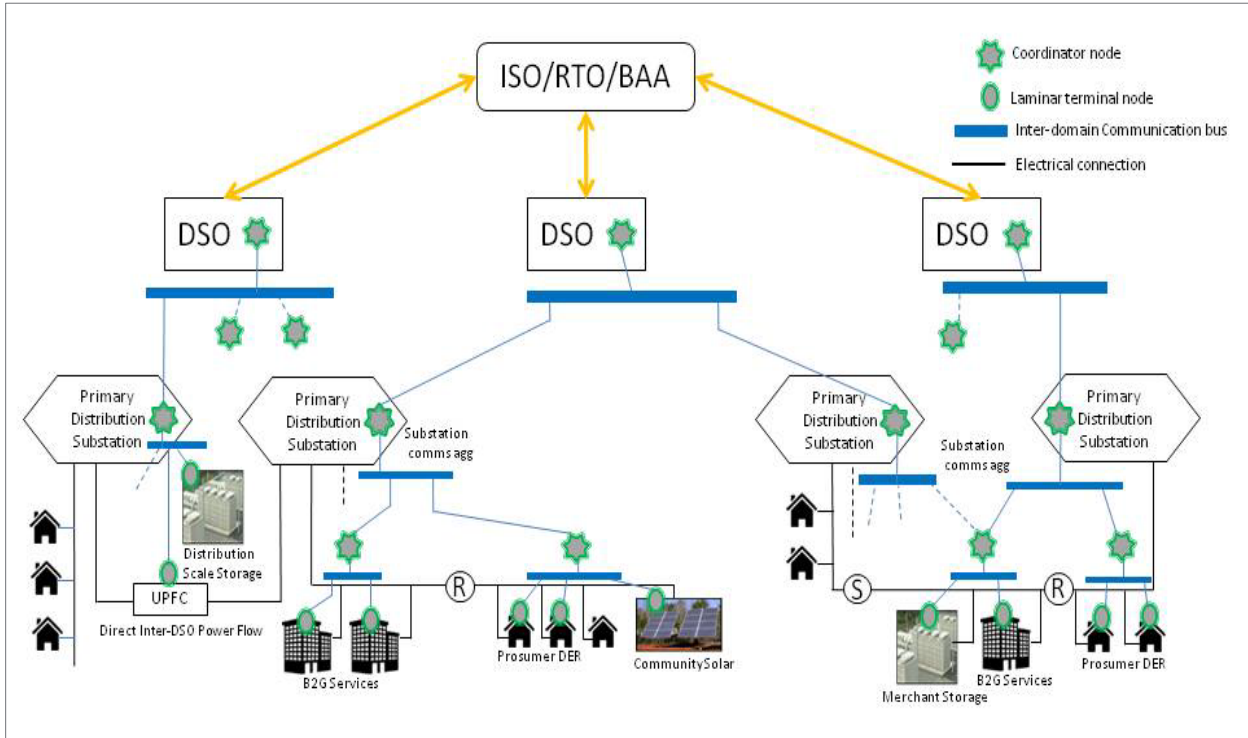 ISO/RTO/BAA
Coordinator node
Laminar terminal node
Inter-domain Communication bus
Electrical connection
DSO
DSO
DSO
Primary
Distribution
Substation
Primary
Distribution
Substation
Primary
Distribution
Substation
Primary
Distribution
Substation
Substation
comms agg
Substation
comms agg
Distribution
Scale Storage
UPFC
Direct Inter-DSO Power Flow
R
S
R
B2G Services
Prosumer DER
Community Solar
Merchant Storage
B2G Services
Prosumer DER